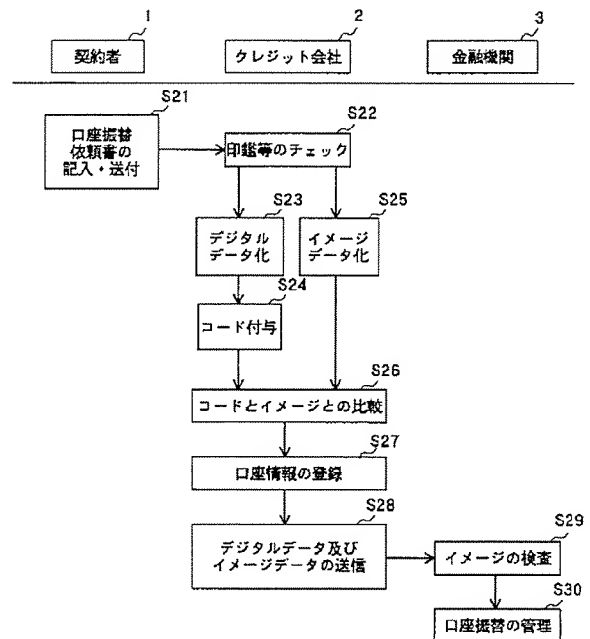 1
2
3
契約者
クレジット会社
金融機関
S21
口座振替
依頼書の
記入・送付
S22
印鑑等のチェック
S23
デジタル
データ化
S25
イメージ
データ化
S24
コード付与
S26
コードとイメージとの比較
S27
口座情報の登録
S28
デジタルデータ及び
イメージデータの送信
S29
イメージの検査
S30
口座振替の管理